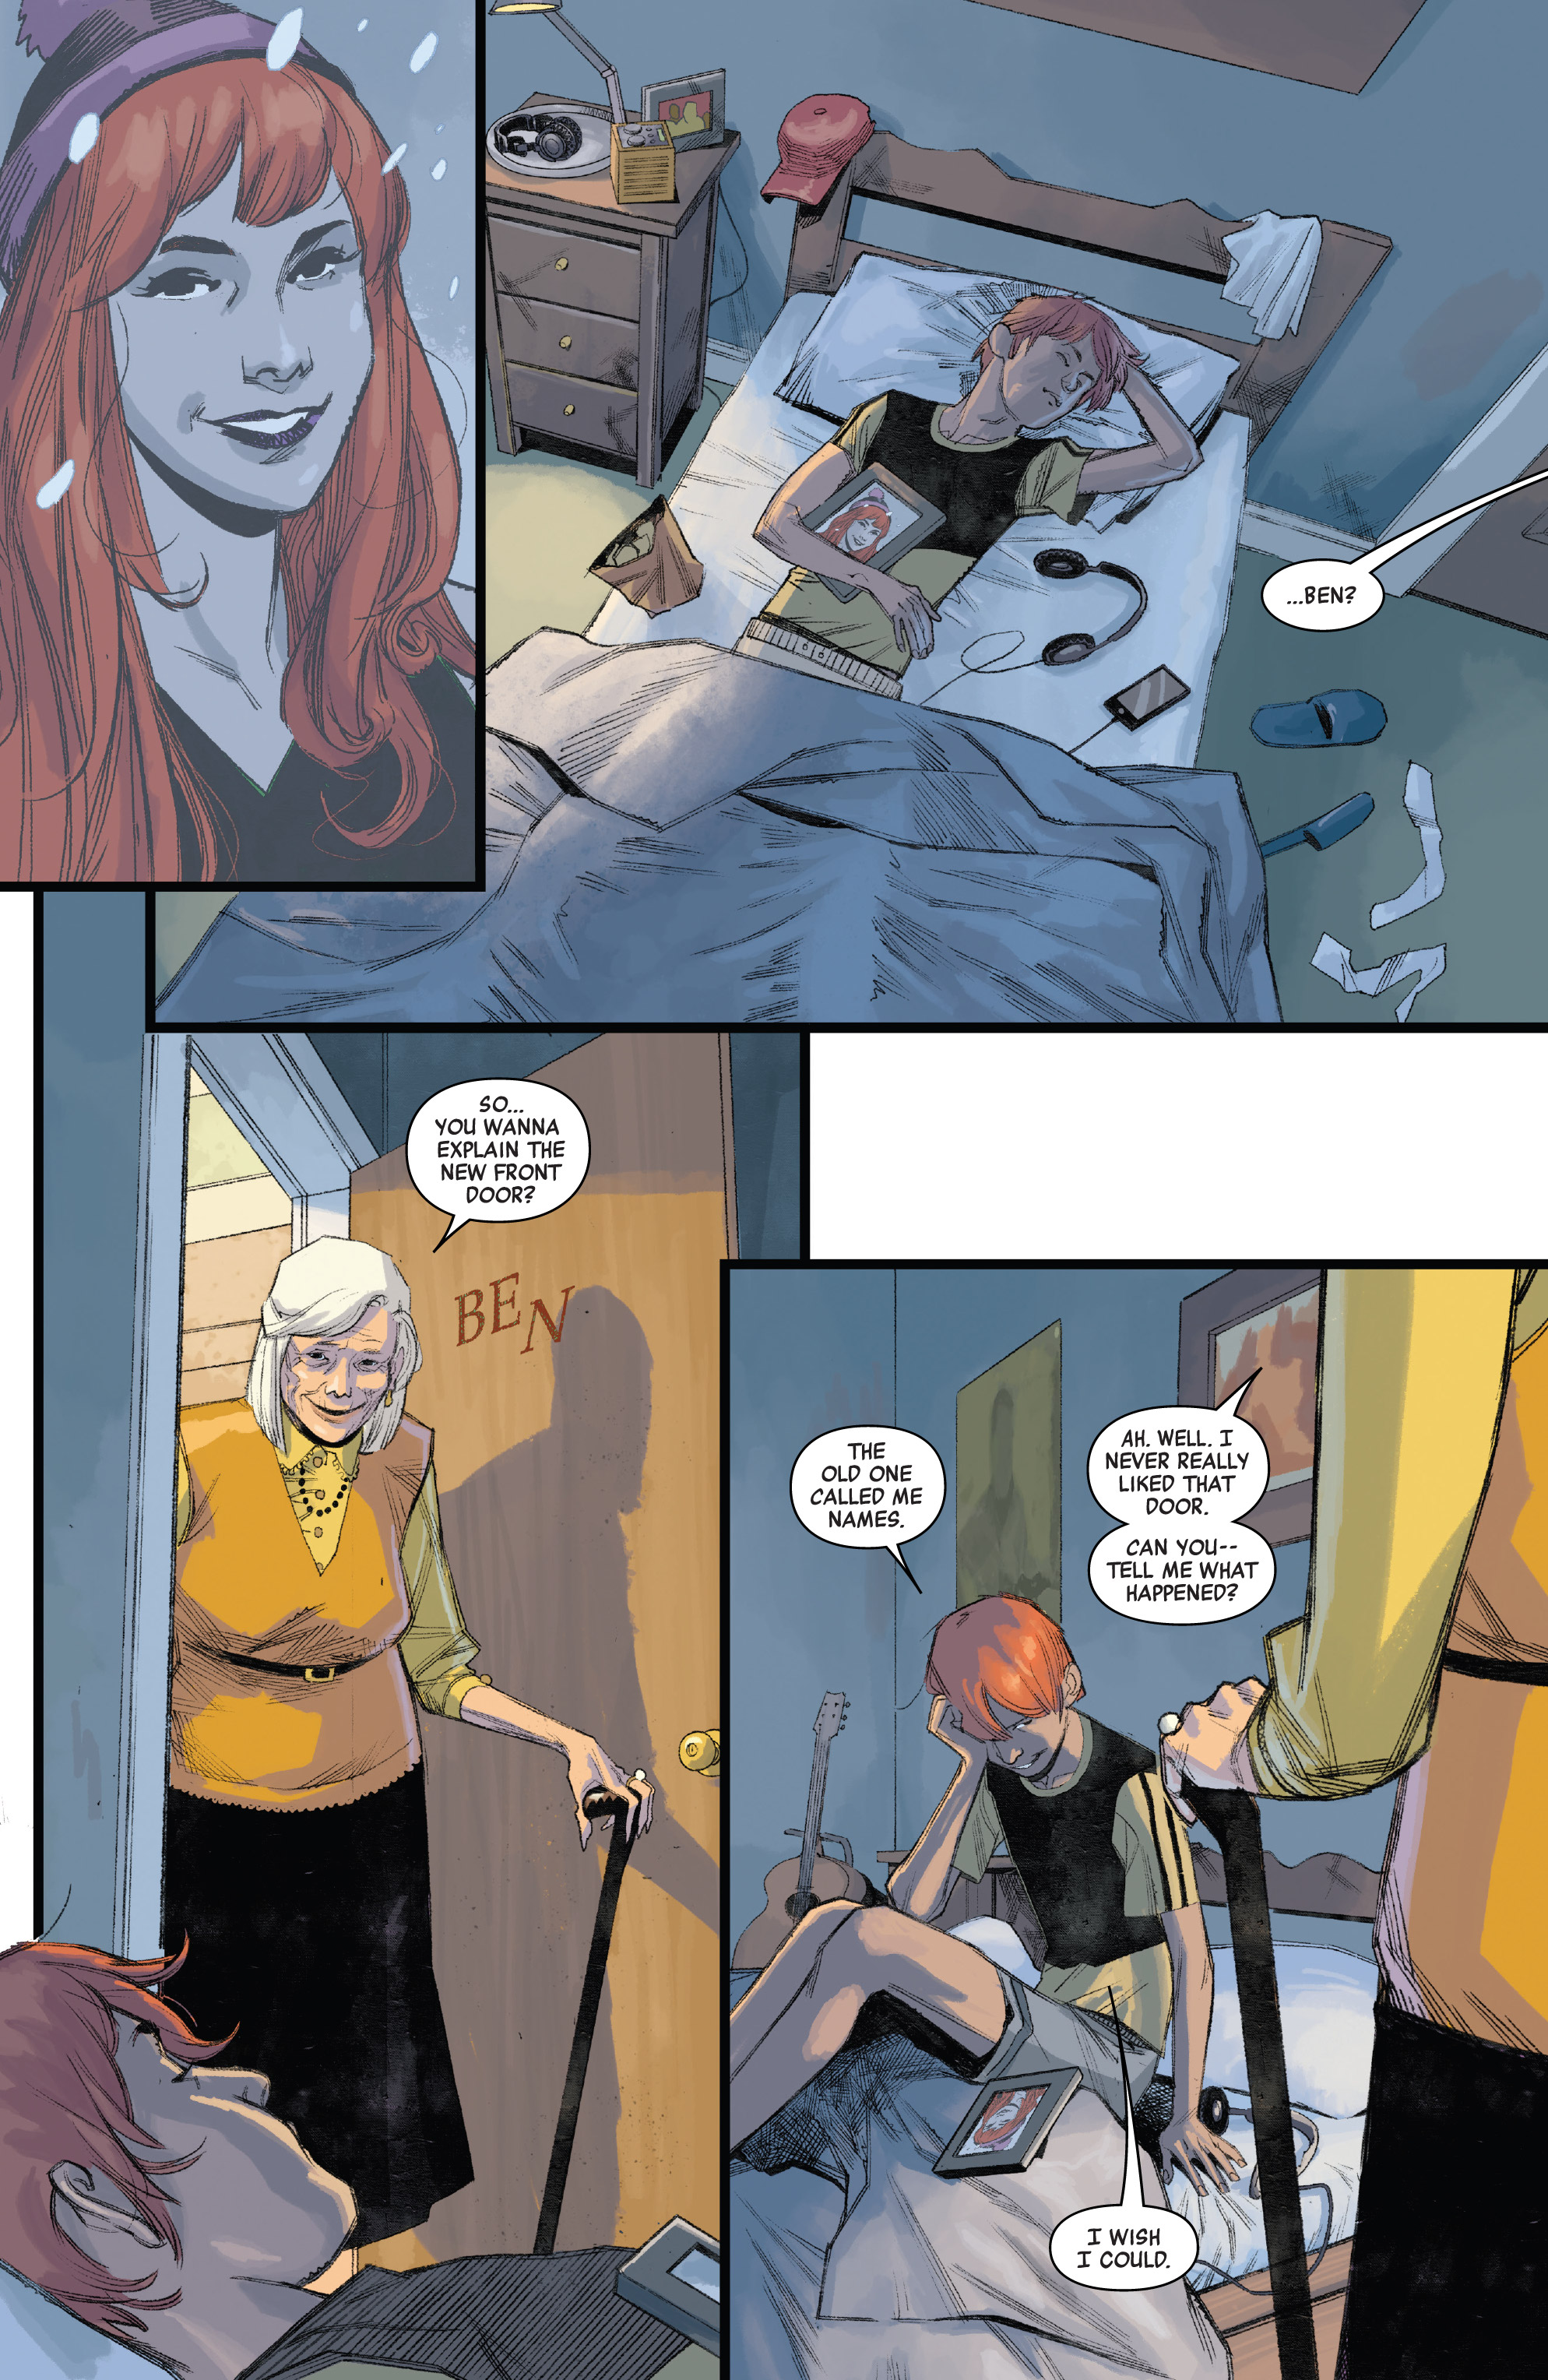 ...BEN?
SO...
YOU WANNA
EXPLAIN THE
NEW FRONT
DOOR?
BEN
THE
OLD ONE
CALLED ME
NAMES.
AH. WELL. I
NEVER REALLY
LIKED THAT
DOOR.
CAN YOU--
TELL ME WHAT
HAPPENED?
I WISH
I COULD.